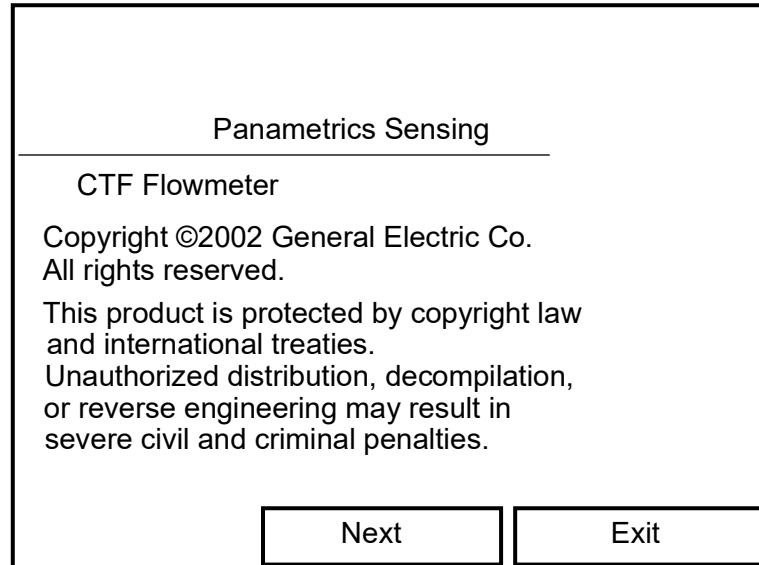 Panametrics Sensing
CTF Flowmeter
Copyright ©2002 General Electric Co.
All rights reserved.
This product is protected by copyright law
and international treaties.
Unauthorized distribution, decompilation,
or reverse engineering may result in
severe civil and criminal penalties.
Next Exit